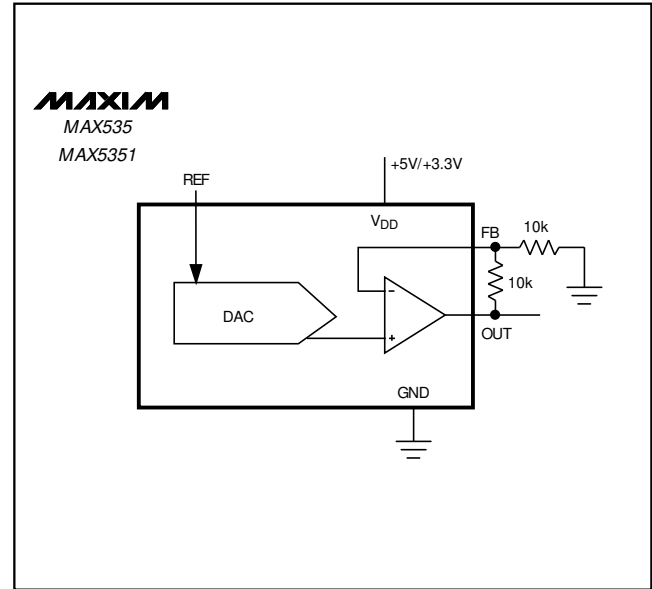 MAXIM
MAX535
MAX5351
+5V/+3.3V
REF
VDD
FB
10k
10k
DAC
−
+
OUT
GND